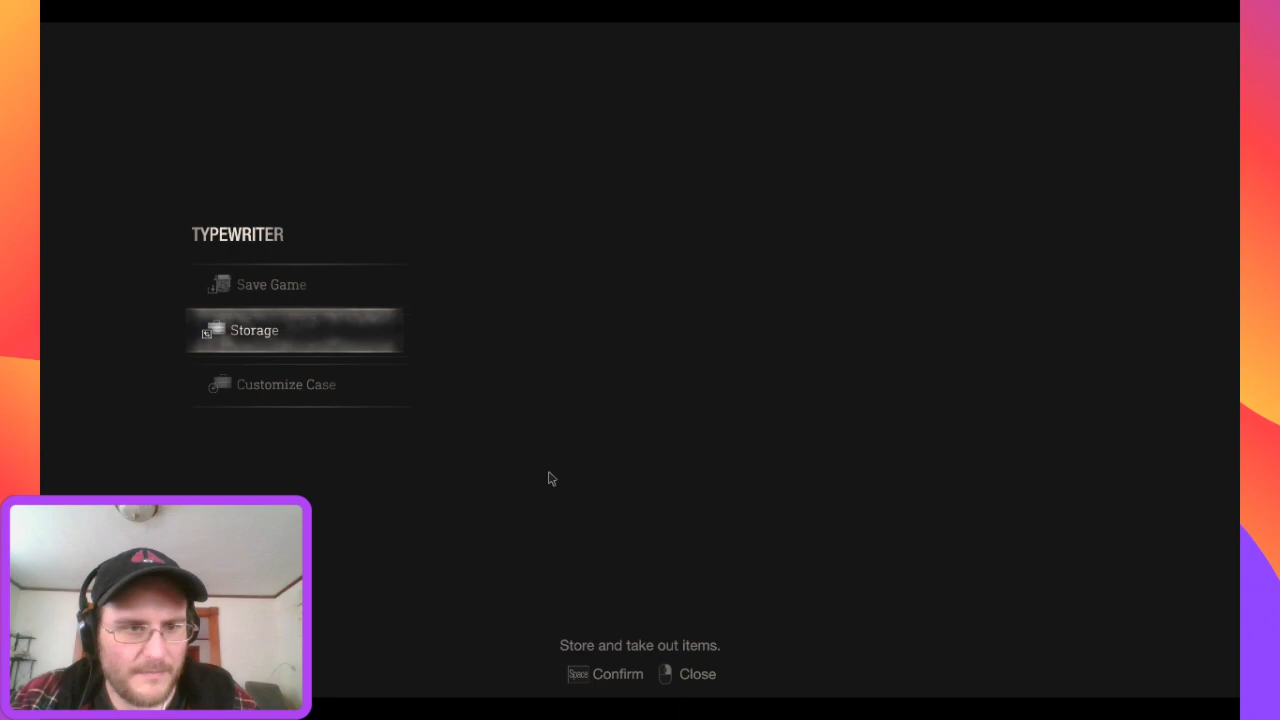 TYPEWRITER
Save Game
Storage
Customize Case
Store and take out items.
Space Confirm Close